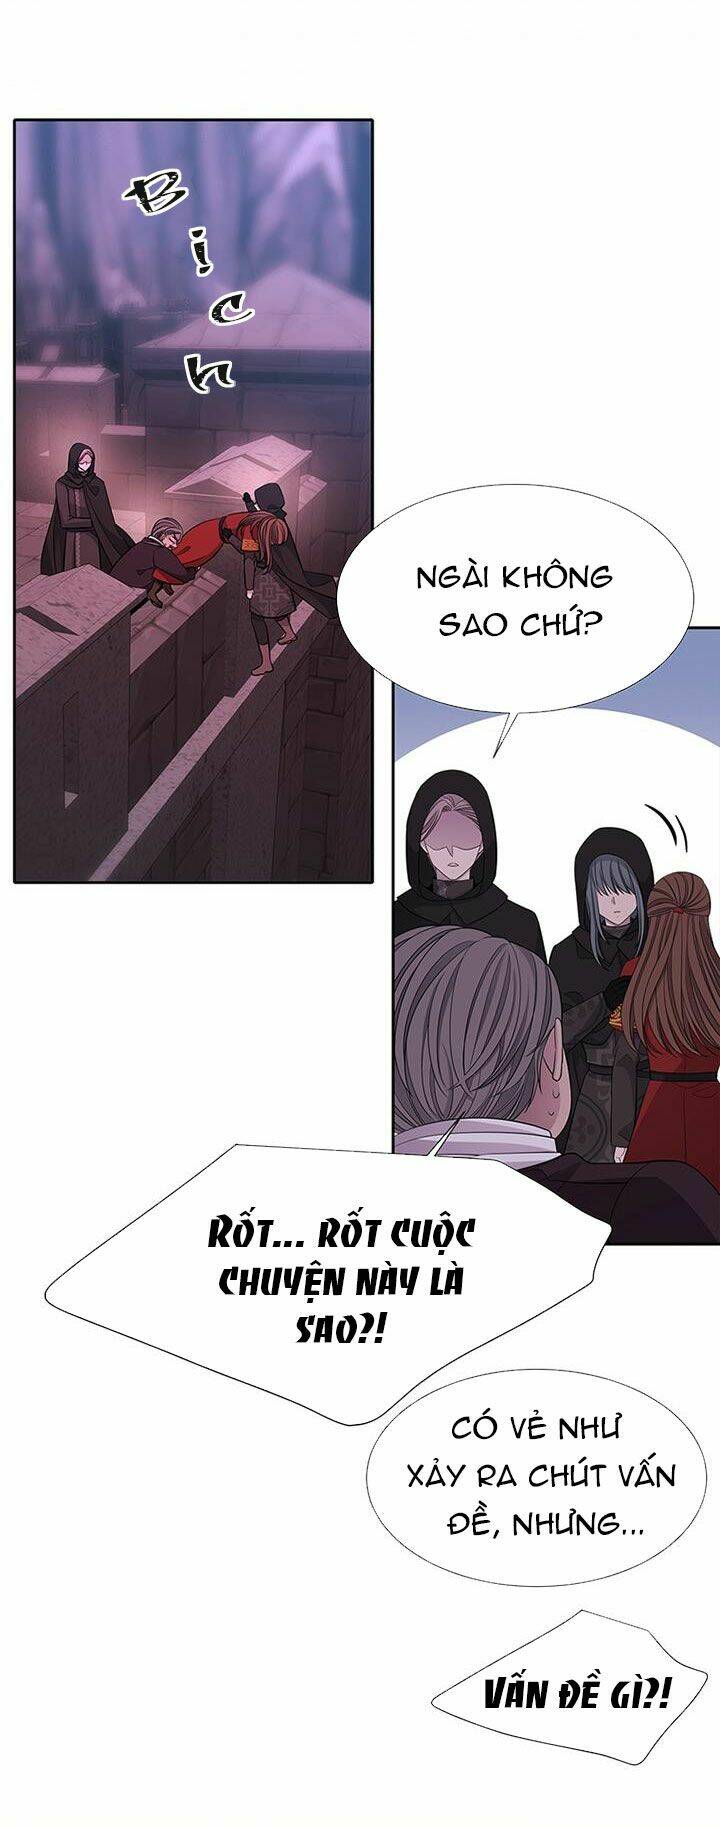 Bịch
NGÀI KHÔNG
SAO CHỨ?
RỐT... RỐT CUỘC
CHUYỆN NÀY LÀ
SAO?!
CÓ VẺ NHƯ
XẢY RA CHÚT VẤN
ĐỀ, NHƯNG...
VẤN ĐỀ GÌ?!